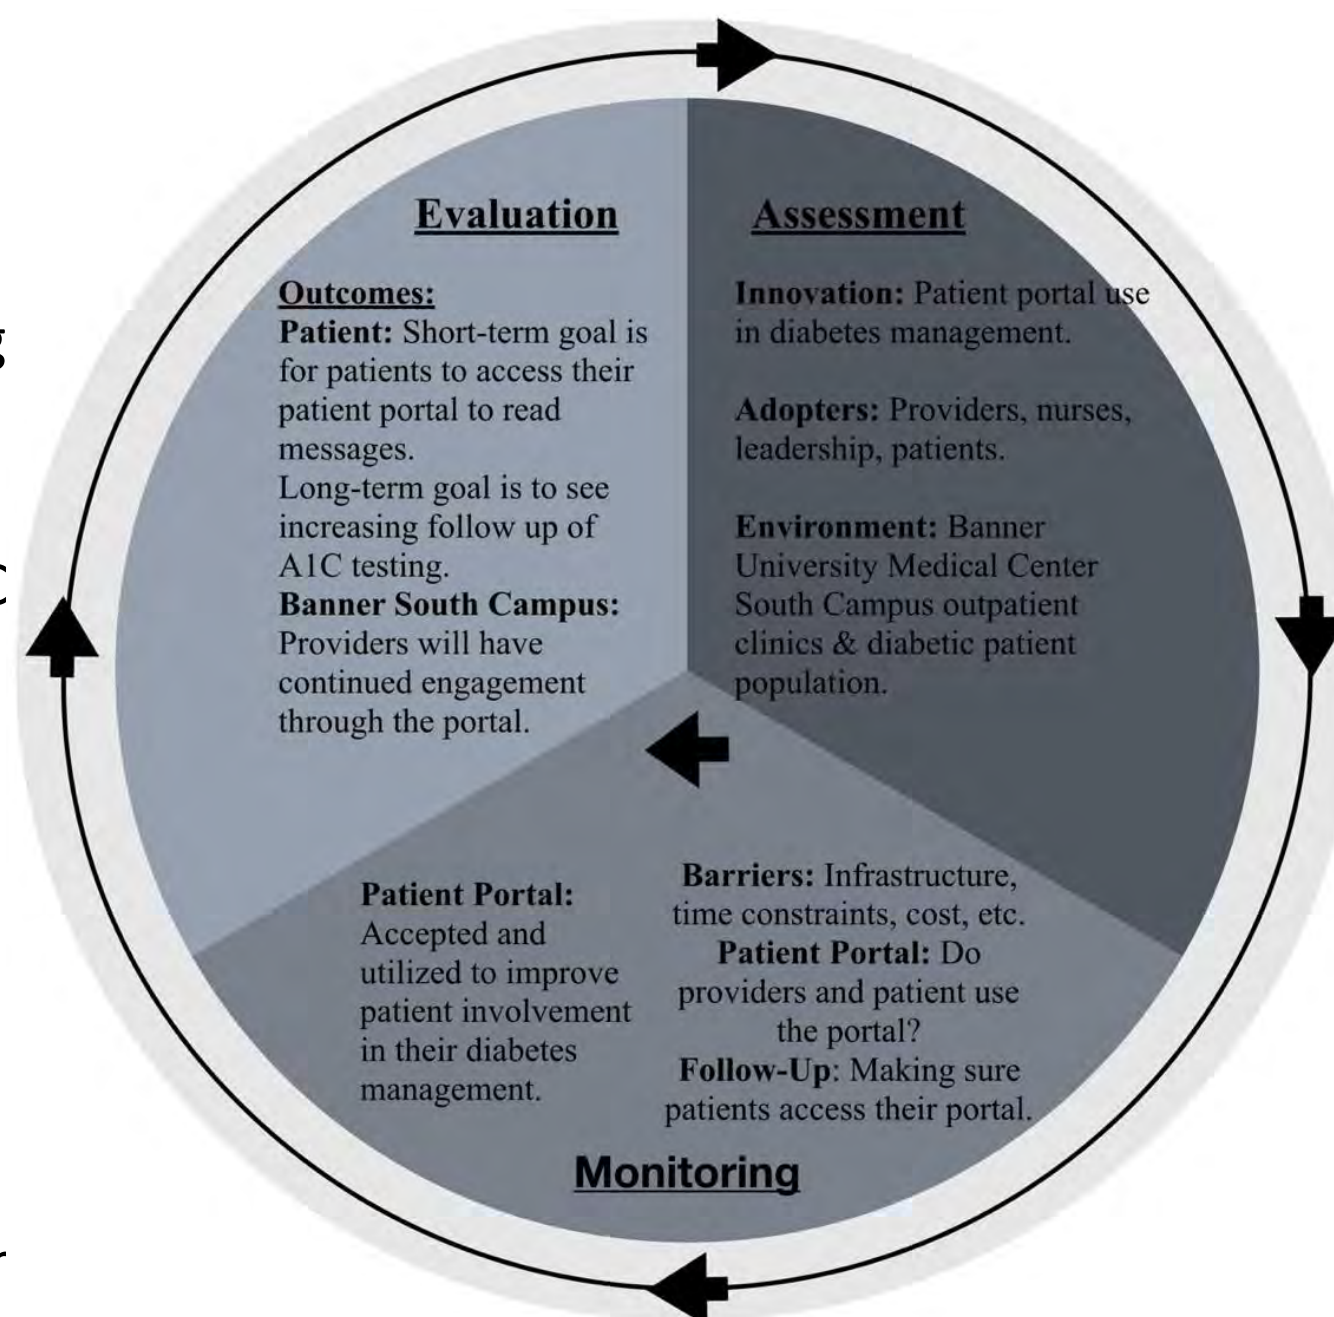 Evaluation
Outcomes:
Patient: Short-term goal is
for patients to access their
patient portal to read
messages.
Long-term goal is to see
increasing follow up of
A1C testing.
Banner South Campus:
Providers will have
continued engagement
through the portal.
Assessment
Innovation: Patient portal use
in diabetes management.
Adopters: Providers, nurses,
leadership, patients.
Environment: Banner
University Medical Center
South Campus outpatient
clinics & diabetic patient
population.
Patient Portal:
Accepted and
utilized to improve
patient involvement
in their diabetes
management.
Barriers: Infrastructure,
time constraints, cost, etc.
Patient Portal: Do
providers and patient use
the portal?
Follow-Up: Making sure
patients access their portal.
Monitoring